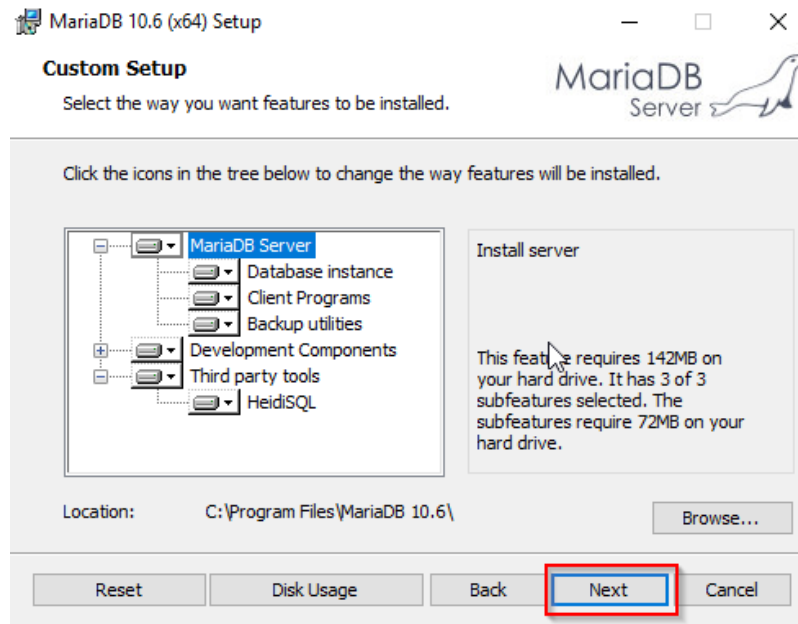 MariaDB 10.6 (x64) Setup
Custom Setup
Select the way you want features to be installed.
MariaDB
Server
Click the icons in the tree below to change the way features will be installed.
MariaDB Server
Database instance
Client Programs
Backup utilities
Development Components
Third party tools
HeidiSQL
Install server
This feature requires 142MB on
your hard drive. It has 3 of 3
subfeatures selected. The
subfeatures require 72MB on your
hard drive.
Location: C:\Program Files\MariaDB 10.6\
Browse...
Reset Disk Usage Back Next Cancel